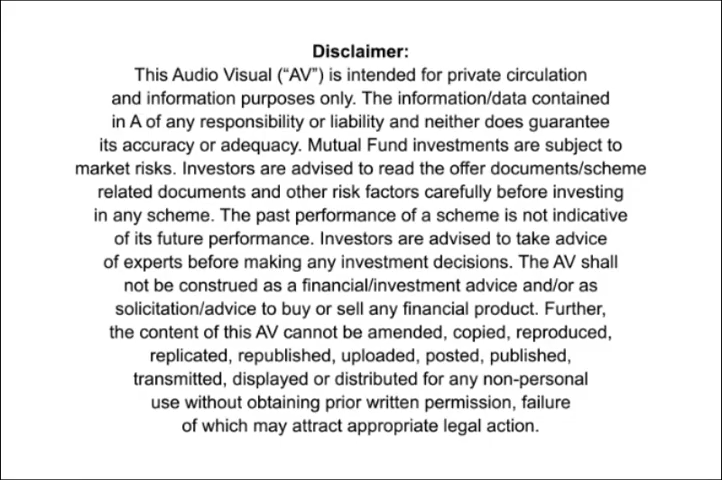 Disclaimer:
This Audio Visual (“AV”) is intended for private circulation
and information purposes only. The information/data contained
in A of any responsibility or liability and neither does guarantee
its accuracy or adequacy. Mutual Fund investments are subject to
market risks. Investors are advised to read the offer documents/scheme
related documents and other risk factors carefully before investing
in any scheme. The past performance of a scheme is not indicative
of its future performance. Investors are advised to take advice
of experts before making any investment decisions. The AV shall
not be construed as a financial/investment advice and/or as
solicitation/advice to buy or sell any financial product. Further,
the content of this AV cannot be amended, copied, reproduced,
replicated, republished, uploaded, posted, published,
transmitted, displayed or distributed for any non-personal
use without obtaining prior written permission, failure
of which may attract appropriate legal action.